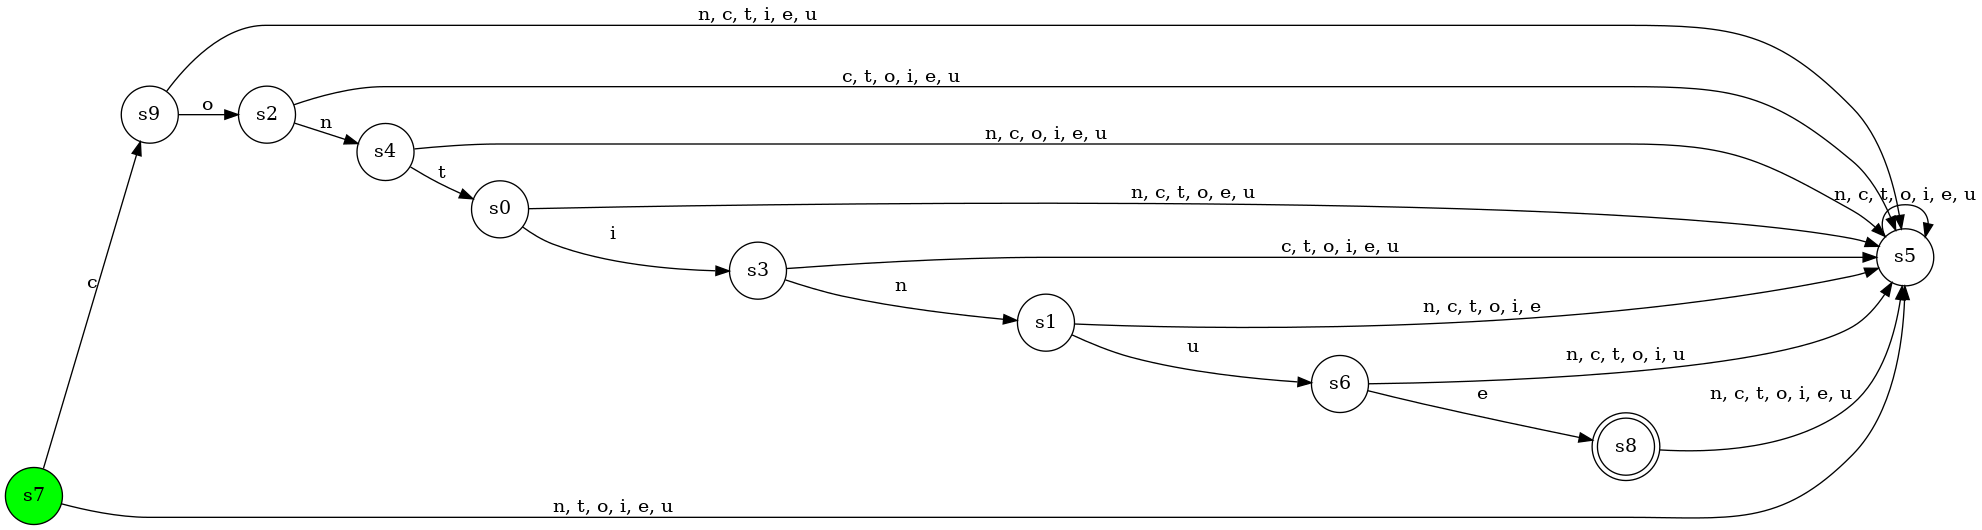 n, c, t, i, e, u
c, t, o, i, e, u
s9
o
s2
n
s4
n, c, o, i, e, u
t
s0
n, c, t, o, e, u
n, c, t, o, i, e, u
i
s3
c, t, o, i, e, u
s5
c
n
s1
n, c, t, o, i, e
u
s6
n, c, t, o, i, u
e
n, c, t, o, i, e, u
s8
s7
n, t, o, i, e, u